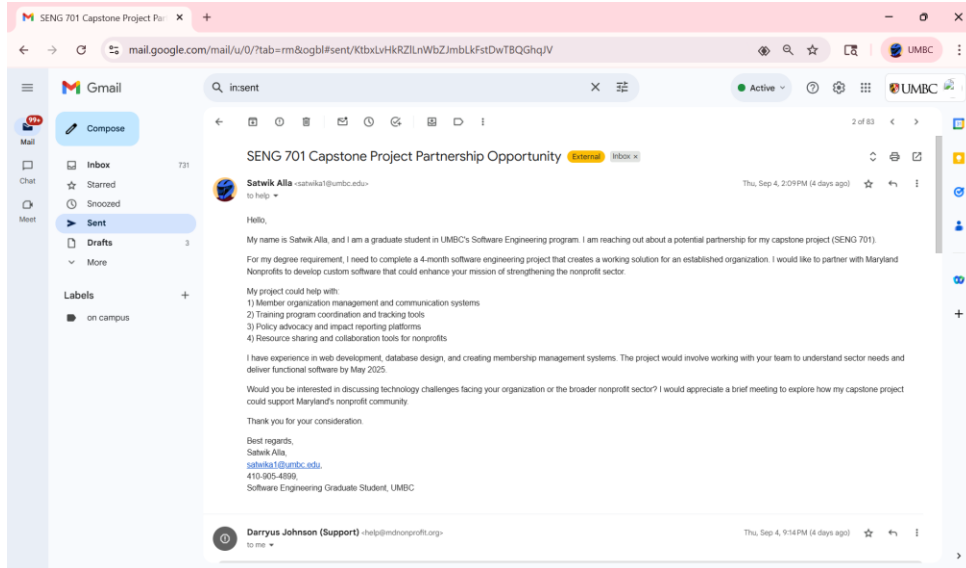 SENG 701 Capstone Project Par
mail.google.com/mail/u/0/?tab=rm&ogbl#sent/KtbxLvHkRZlLnWbZJmbLkFstDwTBQGhqJV
UMBC
Gmail
in:sent
Active
UMBC
99+
Mail
Chat
Meet
Compose
Inbox 731
Starred
Snoozed
Sent
Drafts 3
More
Labels
on campus
2 of 83
SENG 701 Capstone Project Partnership Opportunity External Inbox x
Satwik Alla <satwika1@umbc.edu> Thu, Sep 4, 2:09 PM (4 days ago)
to help
Hello,
My name is Satwik Alla, and I am a graduate student in UMBC's Software Engineering program. I am reaching out about a potential partnership for my capstone project (SENG 701).
For my degree requirement, I need to complete a 4-month software engineering project that creates a working solution for an established organization. I would like to partner with Maryland
Nonprofits to develop custom software that could enhance your mission of strengthening the nonprofit sector.
My project could help with:
1) Member organization management and communication systems
2) Training program coordination and tracking tools
3) Policy advocacy and impact reporting platforms
4) Resource sharing and collaboration tools for nonprofits
I have experience in web development, database design, and creating membership management systems. The project would involve working with your team to understand sector needs and
deliver functional software by May 2025.
Would you be interested in discussing technology challenges facing your organization or the broader nonprofit sector? I would appreciate a brief meeting to explore how my capstone project
could support Maryland's nonprofit community.
Thank you for your consideration.
Best regards,
Satwik Alla,
satwika1@umbc.edu,
410-905-4899,
Software Engineering Graduate Student, UMBC
Darryus Johnson (Support) <help@mdnonprofit.org> Thu, Sep 4, 9:14 PM (4 days ago)
to me